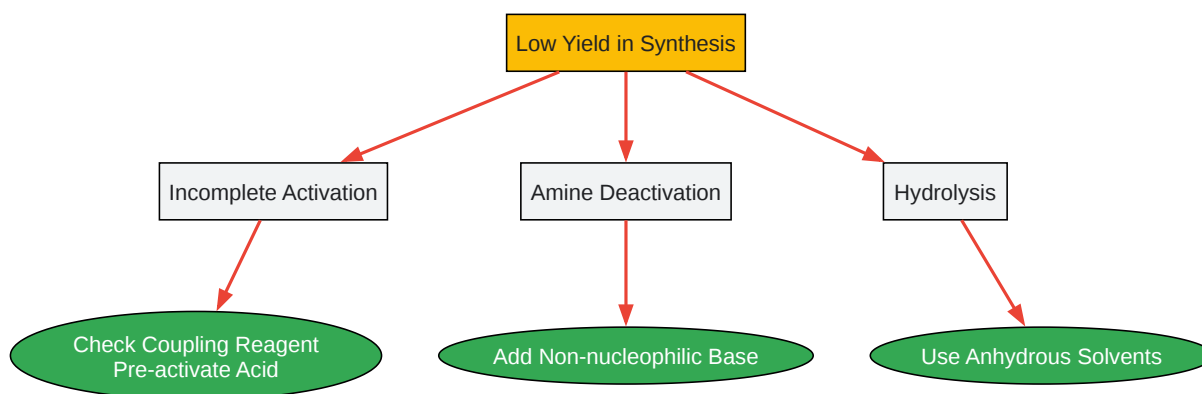 Low Yield in Synthesis
Incomplete Activation
Amine Deactivation
Hydrolysis
Check Coupling Reagent
Pre-activate Acid
Add Non-nucleophilic Base
Use Anhydrous Solvents